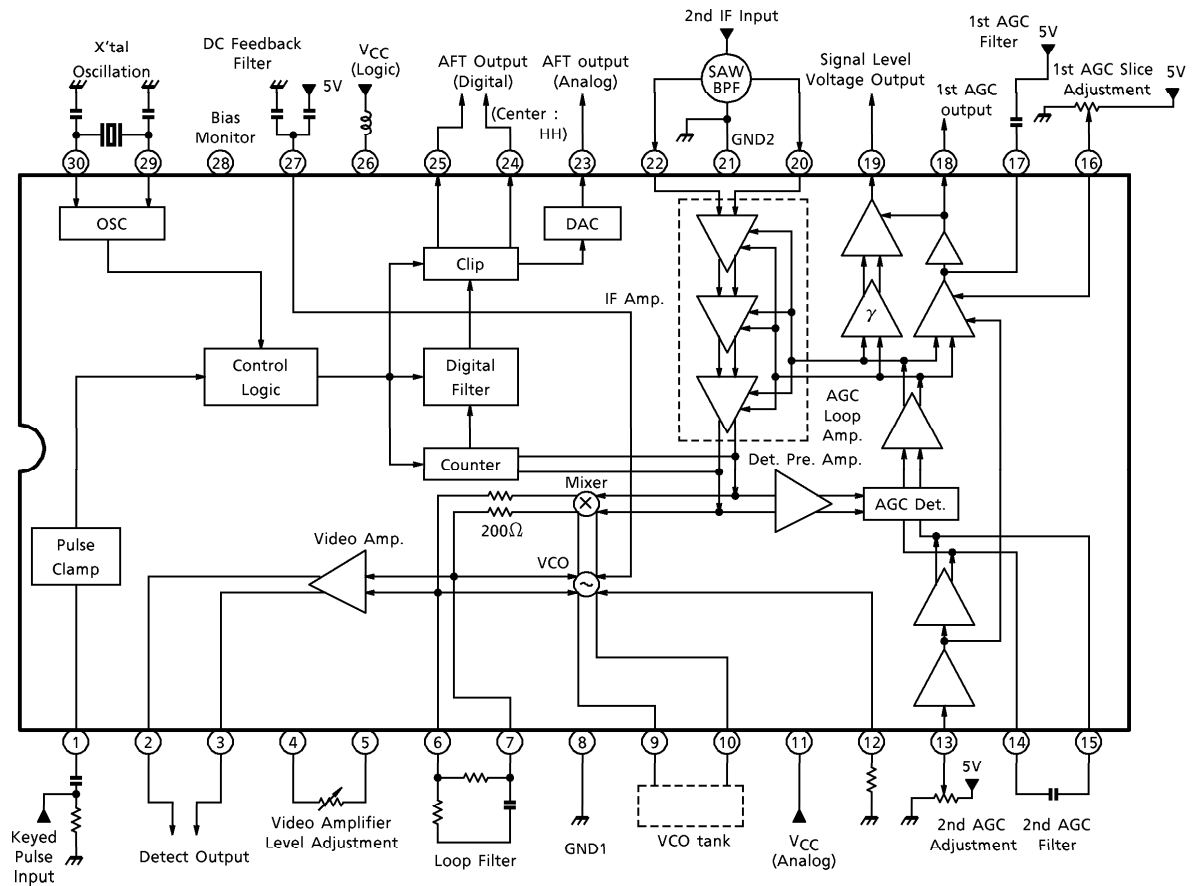 2nd IF Input
1st AGC
Filter
5V
X'tal
Oscillation
DC Feedback
Filter
5V
VCC
(Logic)
AFT Output
(Digital)
AFT output
(Analog)
(Center :
HH)
SAW
BPF
GND2
Signal Level
Voltage Output
1st AGC
output
1st AGC Slice
Adjustment
5V
Bias
Monitor
30
29
28
27
26
25
24
23
22
21
20
19
18
17
16
OSC
DAC
Clip
IF Amp.
γ
Control
Logic
Digital
Filter
AGC
Loop
Amp.
Counter
Det. Pre. Amp.
Mixer
AGC Det.
200Ω
Pulse
Clamp
Video Amp.
VCO
1
2
3
4
5
6
7
8
9
10
11
12
13
14
15
5V
Keyed
Pulse
Input
Detect Output
Video Amplifier
Level Adjustment
Loop Filter
GND1
VCO tank
VCC
(Analog)
2nd AGC
Adjustment
2nd AGC
Filter